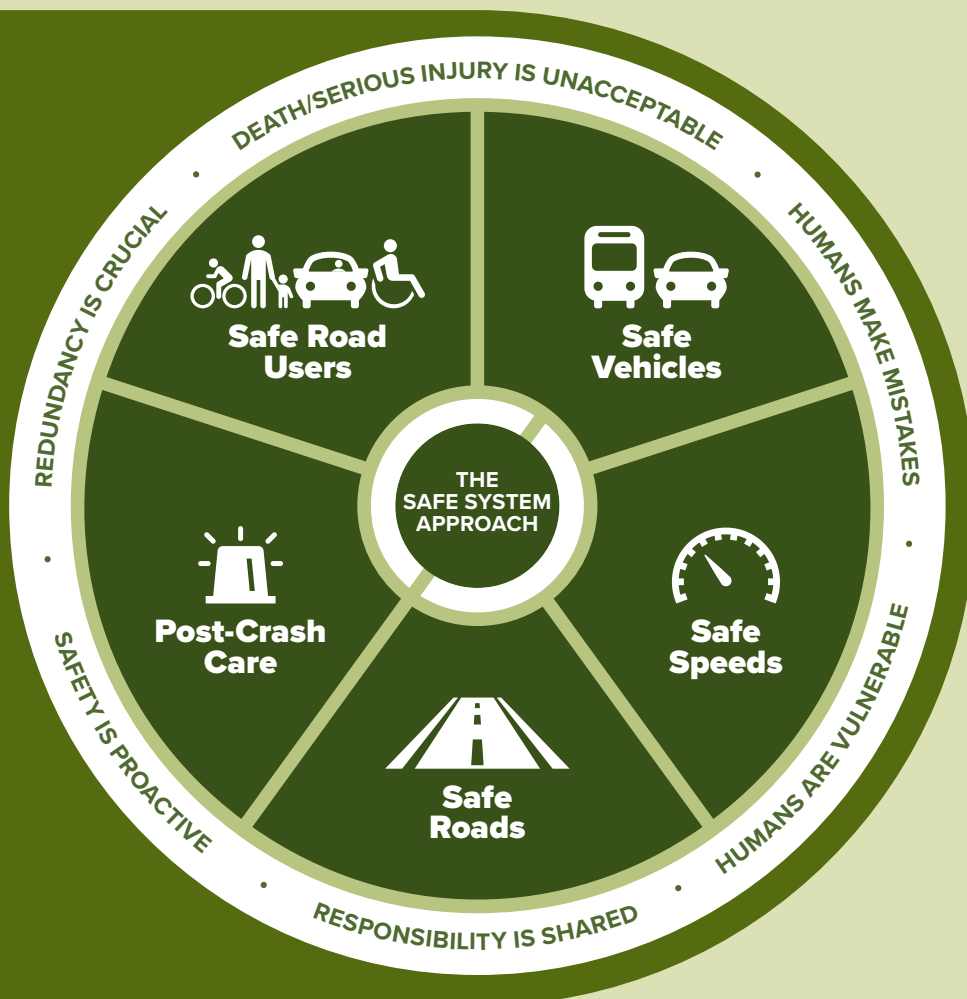 DEATH/SERIOUS INJURY IS UNACCEPTABLE
HUMANS MAKE MISTAKES
HUMANS ARE VULNERABLE
RESPONSIBILITY IS SHARED
SAFETY IS PROACTIVE
REDUNDANCY IS CRUCIAL
Safe Road
Users
Safe
Vehicles
Safe
Speeds
Safe
Roads
Post-Crash
Care
THE
SAFE SYSTEM
APPROACH